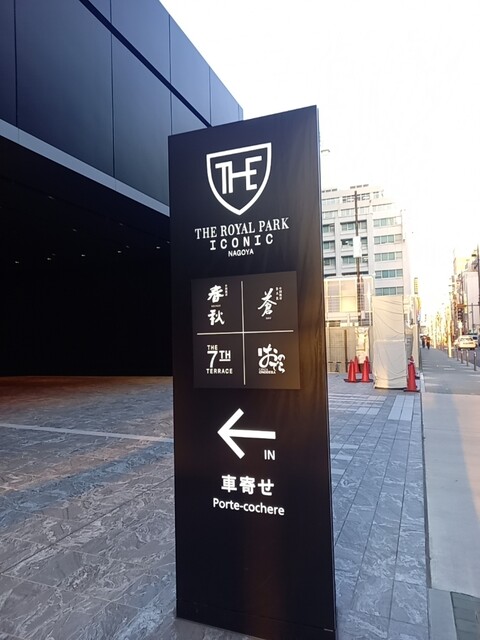 THE
THE ROYAL PARK
ICONIC
NAGOYA
春秋
蒼
THE
7TH
TERRACE
IN
車寄せ
Porte-cochere